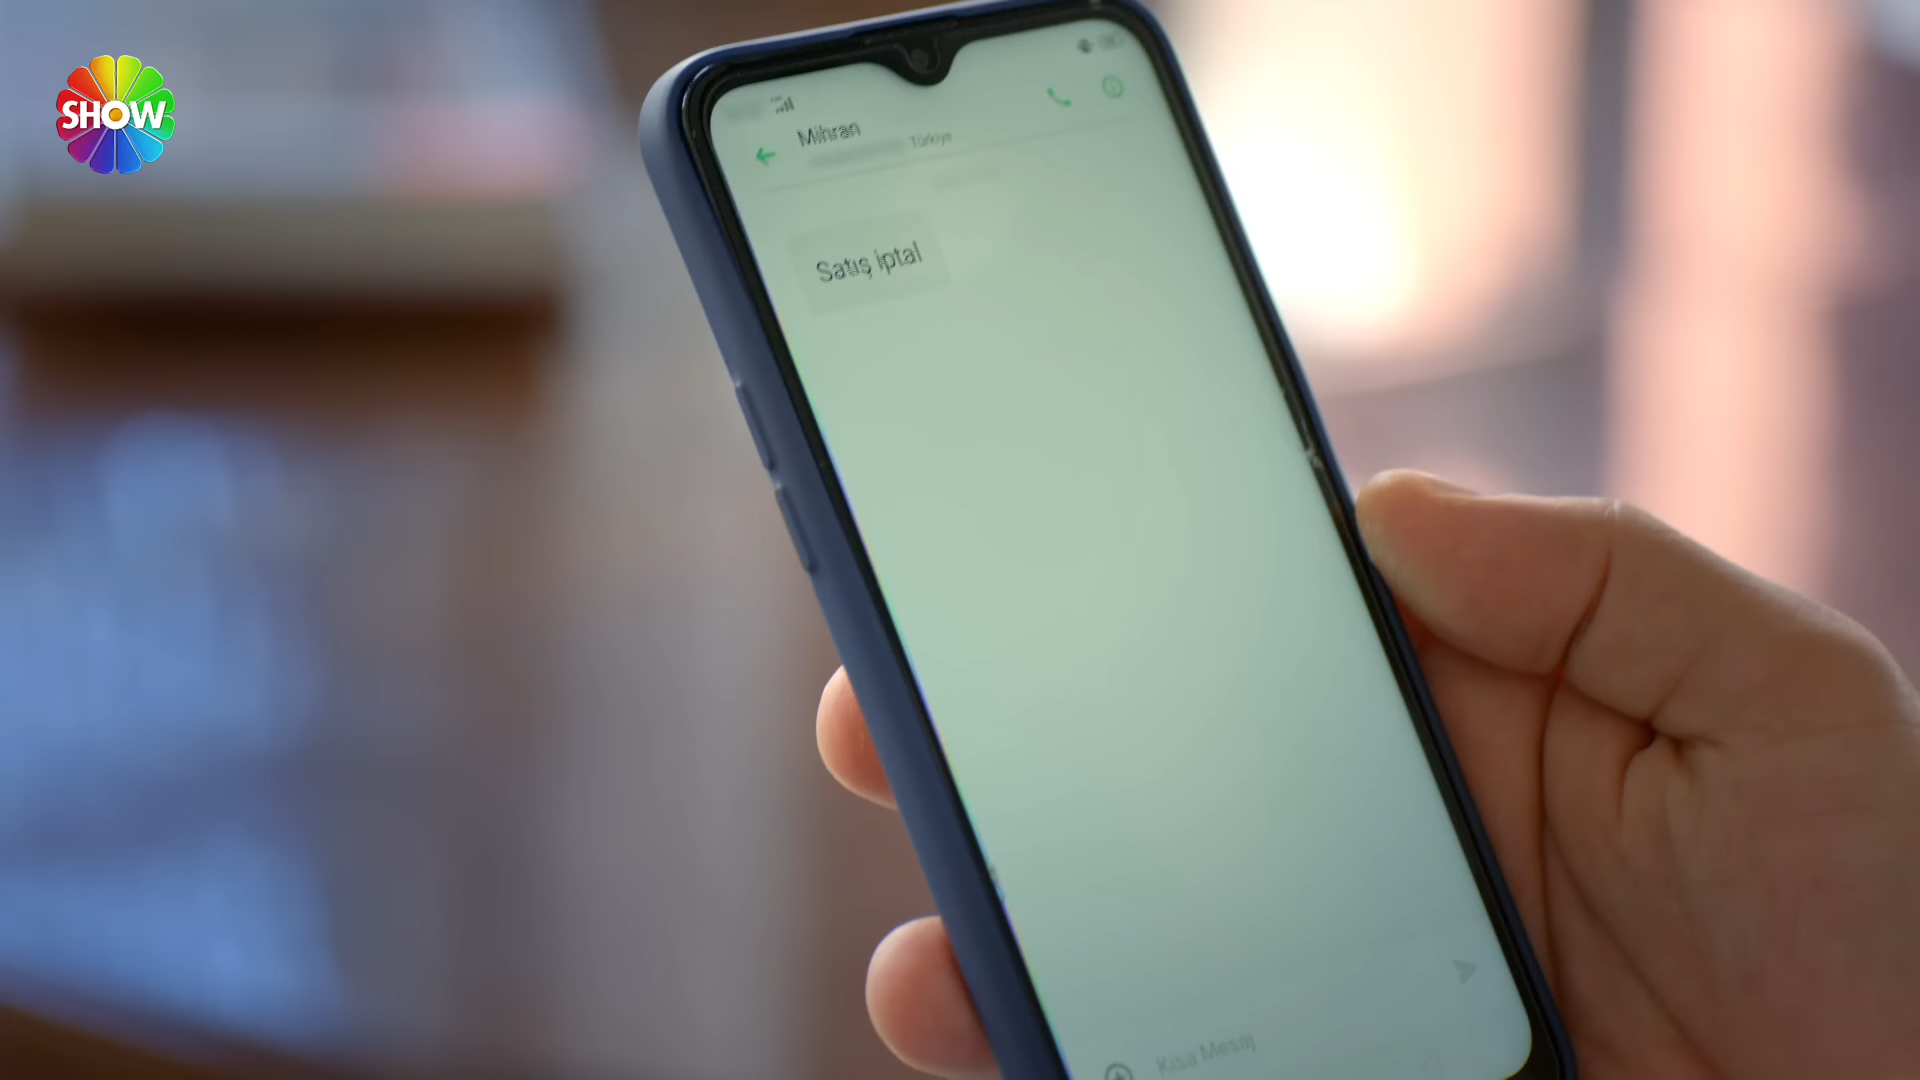 SHOW
Mihran
Türkiye
Satış iptal
Kısa Mesaj